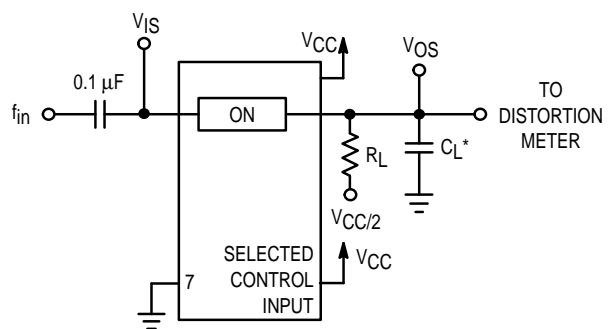 VIS
VCC
VOS
0.1 μF
fin
ON
TO
DISTORTION
METER
RL
CL*
VCC/2
SELECTED
CONTROL
INPUT
VCC
7